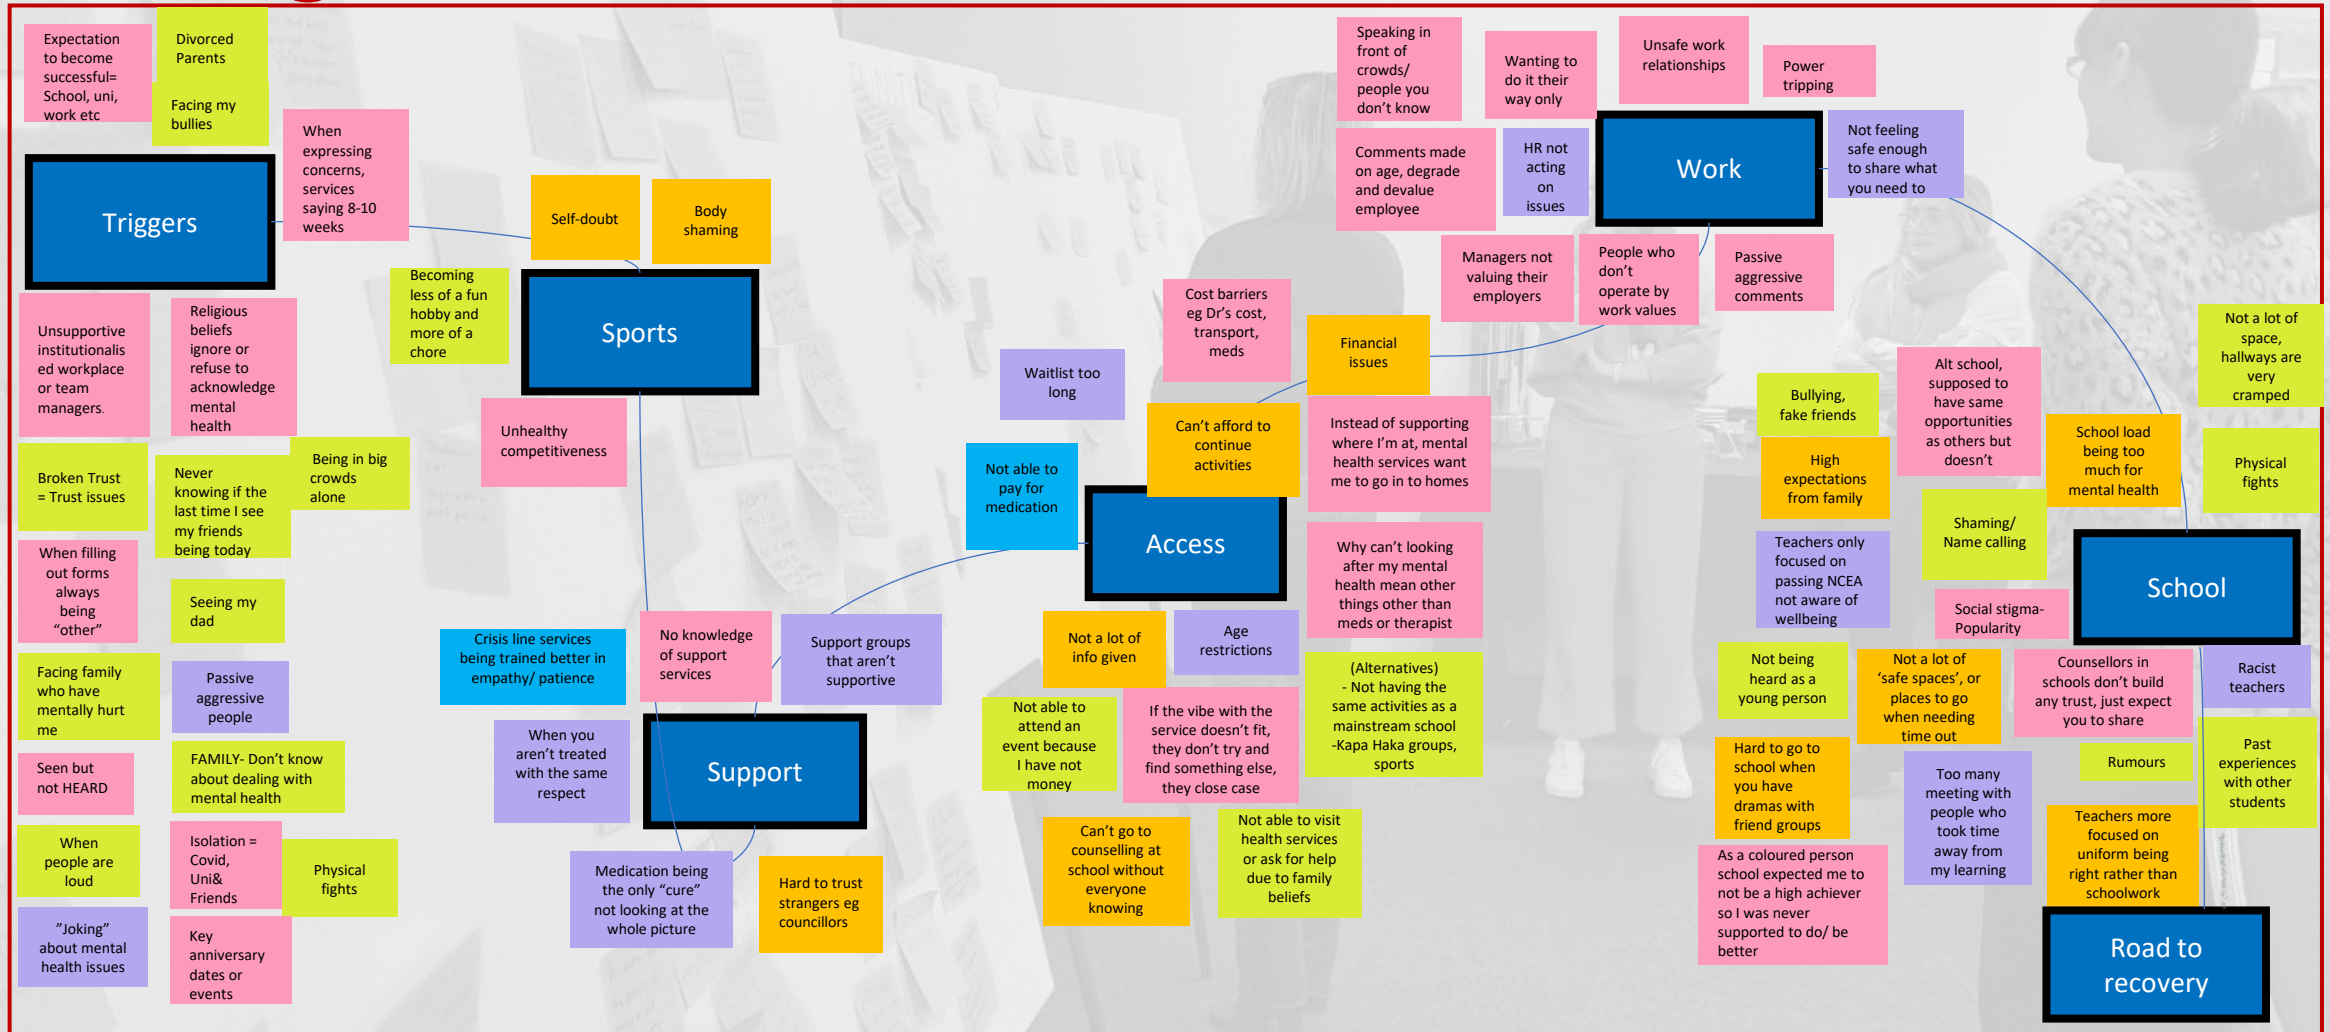 Expectation
to become
successful=
School, uni,
work etc
Divorced
Parents
Facing my
bullies
When
expressing
concerns,
services
saying 8-10
weeks
Triggers
Unsupportive
institutionalis
ed workplace
or team
managers.
Religious
beliefs
ignore or
refuse to
acknowledge
mental
health
Broken Trust
= Trust issues
Never
knowing if the
last time I see
my friends
being today
Being in big
crowds
alone
When filling
out forms
always
being
“other”
Seeing my
dad
Facing family
who have
mentally hurt
me
Passive
aggressive
people
Seen but
not HEARD
FAMILY- Don’t know
about dealing with
mental health
When
people are
loud
Isolation =
Covid,
Uni&
Friends
Physical
fights
”Joking”
about mental
health issues
Key
anniversary
dates or
events
Self-doubt
Body
shaming
Becoming
less of a fun
hobby and
more of a
chore
Sports
Unhealthy
competitiveness
Crisis line services
being trained better in
empathy/ patience
No knowledge
of support
services
Support groups
that aren’t
supportive
When you
aren’t treated
with the same
respect
Support
Medication being
the only “cure”
not looking at the
whole picture
Hard to trust
strangers eg
councillors
Waitlist too
long
Cost barriers
eg Dr’s cost,
transport,
meds
Financial
issues
Not able to
pay for
medication
Can’t afford to
continue
activities
Instead of supporting
where I’m at, mental
health services want
me to go in to homes
Access
Why can’t looking
after my mental
health mean other
things other than
meds or therapist
Not a lot of
info given
Age
restrictions
(Alternatives)
- Not having the
same activities as a
mainstream school
-Kapa Haka groups,
sports
Not able to
attend an
event because
I have not
money
If the vibe with the
service doesn’t fit,
they don’t try and
find something else,
they close case
Can’t go to
counselling at
school without
everyone
knowing
Not able to visit
health services
or ask for help
due to family
beliefs
Speaking in
front of
crowds/
people you
don’t know
Wanting to
do it their
way only
Unsafe work
relationships
Power
tripping
Comments made
on age, degrade
and devalue
employee
HR not
acting
on
issues
Work
Not feeling
safe enough
to share what
you need to
Managers not
valuing their
employers
People who
don’t
operate by
work values
Passive
aggressive
comments
Not a lot of
space,
hallways are
very
cramped
Bullying,
fake friends
Alt school,
supposed to
have same
opportunities
as others but
doesn’t
School load
being too
much for
mental health
Physical
fights
High
expectations
from family
Shaming/
Name calling
Teachers only
focused on
passing NCEA
not aware of
wellbeing
Social stigma-
Popularity
School
Not being
heard as a
young person
Not a lot of
‘safe spaces’, or
places to go
when needing
time out
Counsellors in
schools don’t build
any trust, just expect
you to share
Racist
teachers
Hard to go to
school when
you have
dramas with
friend groups
Too many
meeting with
people who
took time
away from
my learning
Rumours
Past
experiences
with other
students
Teachers more
focused on
uniform being
right rather than
schoolwork
As a coloured person
school expected me to
not be a high achiever
so I was never
supported to do/ be
better
Road to
recovery